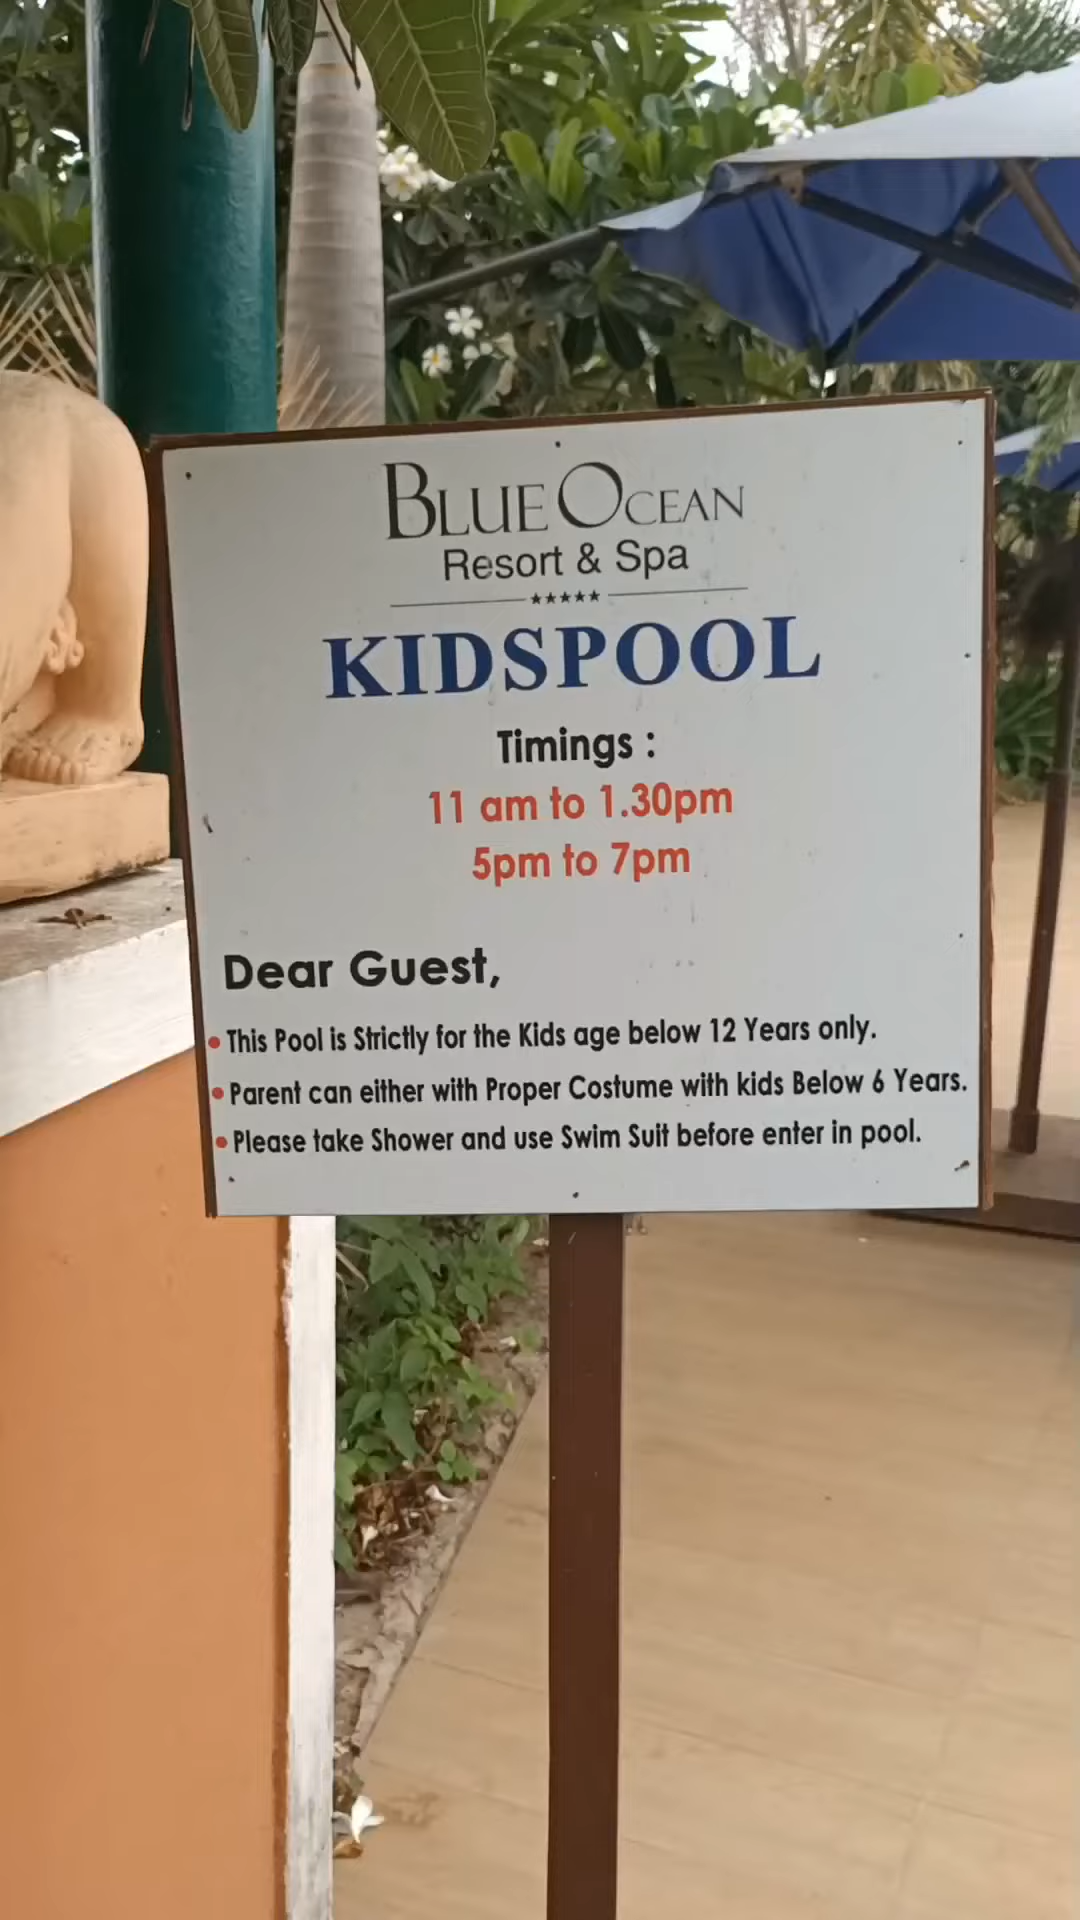 BLUE OCEAN
Resort & Spa
★★★★★
KIDSPOOL
Timings :
11 am to 1.30pm
5pm to 7pm
Dear Guest,
• This Pool is Strictly for the Kids age below 12 Years only.
• Parent can either with Proper Costume with kids Below 6 Years.
• Please take Shower and use Swim Suit before enter in pool.